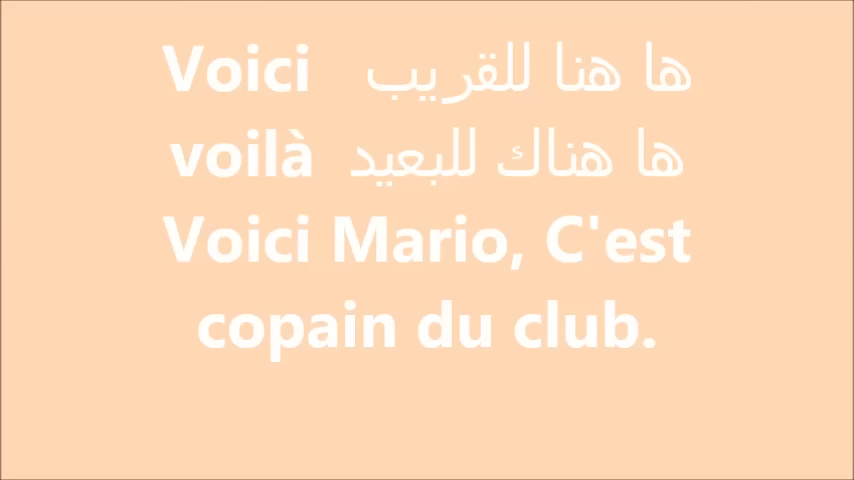 Voici ها هنا للقريب
voilà ها هناك للبعيد
Voici Mario, C'est
copain du club.